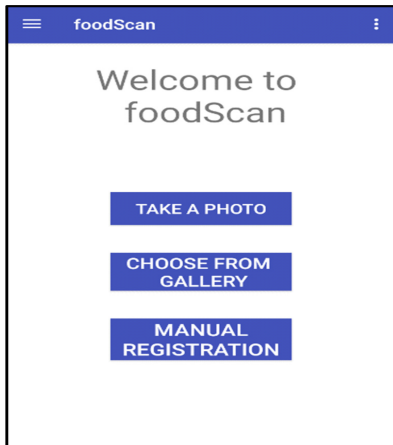 foodScan
Welcome to
foodScan
TAKE A PHOTO
CHOOSE FROM
GALLERY
MANUAL
REGISTRATION